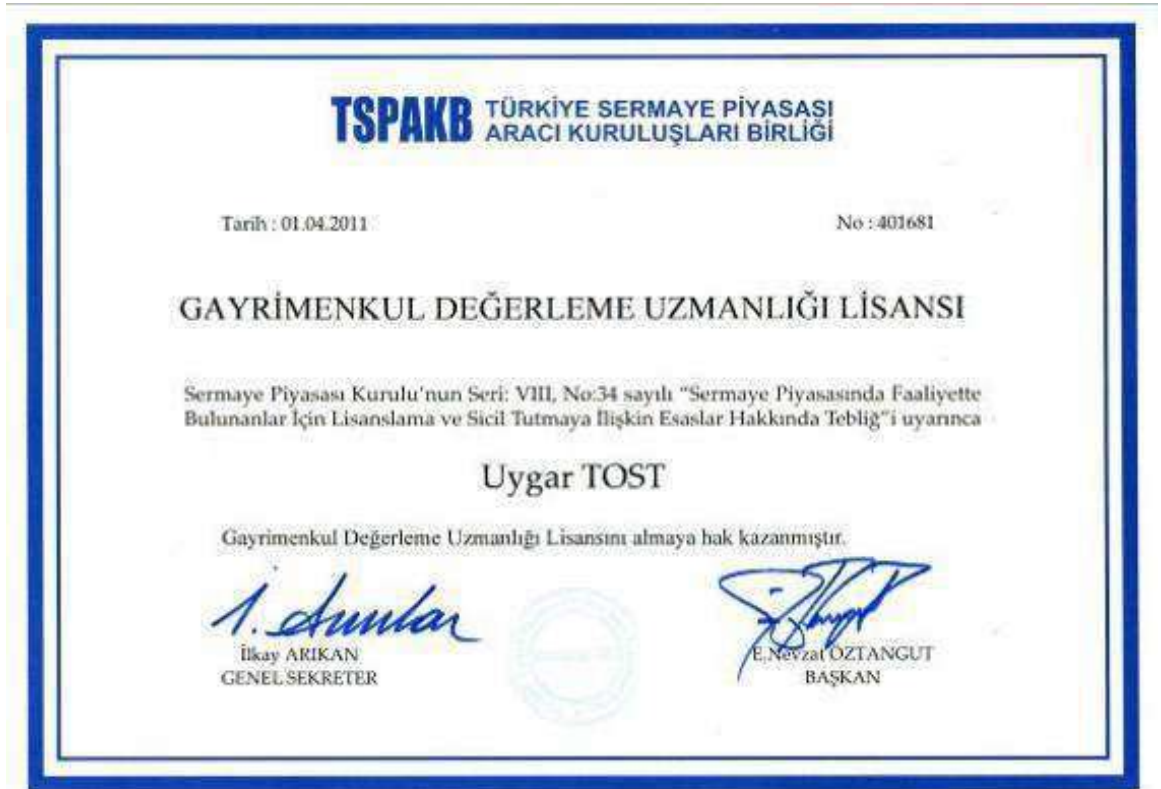 TSPAKB TÜRKİYE SERMAYE PİYASASI
ARACI KURULUŞLARI BİRLİĞİ
Tarih : 01.04.2011 No : 401681
GAYRİMENKUL DEĞERLEME UZMANLIĞI LİSANSI
Sermaye Piyasası Kurulu'nun Seri: VIII, No:34 sayılı "Sermaye Piyasasında Faaliyette
Bulunanlar İçin Lisanslama ve Sicil Tutmaya İlişkin Esaslar Hakkında Tebliğ"i uyarınca
Uygar TOST
Gayrimenkul Değerleme Uzmanlığı Lisansını almaya hak kazanmıştır.
İlkay ARIKAN
GENEL SEKRETER
E.Nevzat ÖZTANGUT
BAŞKAN